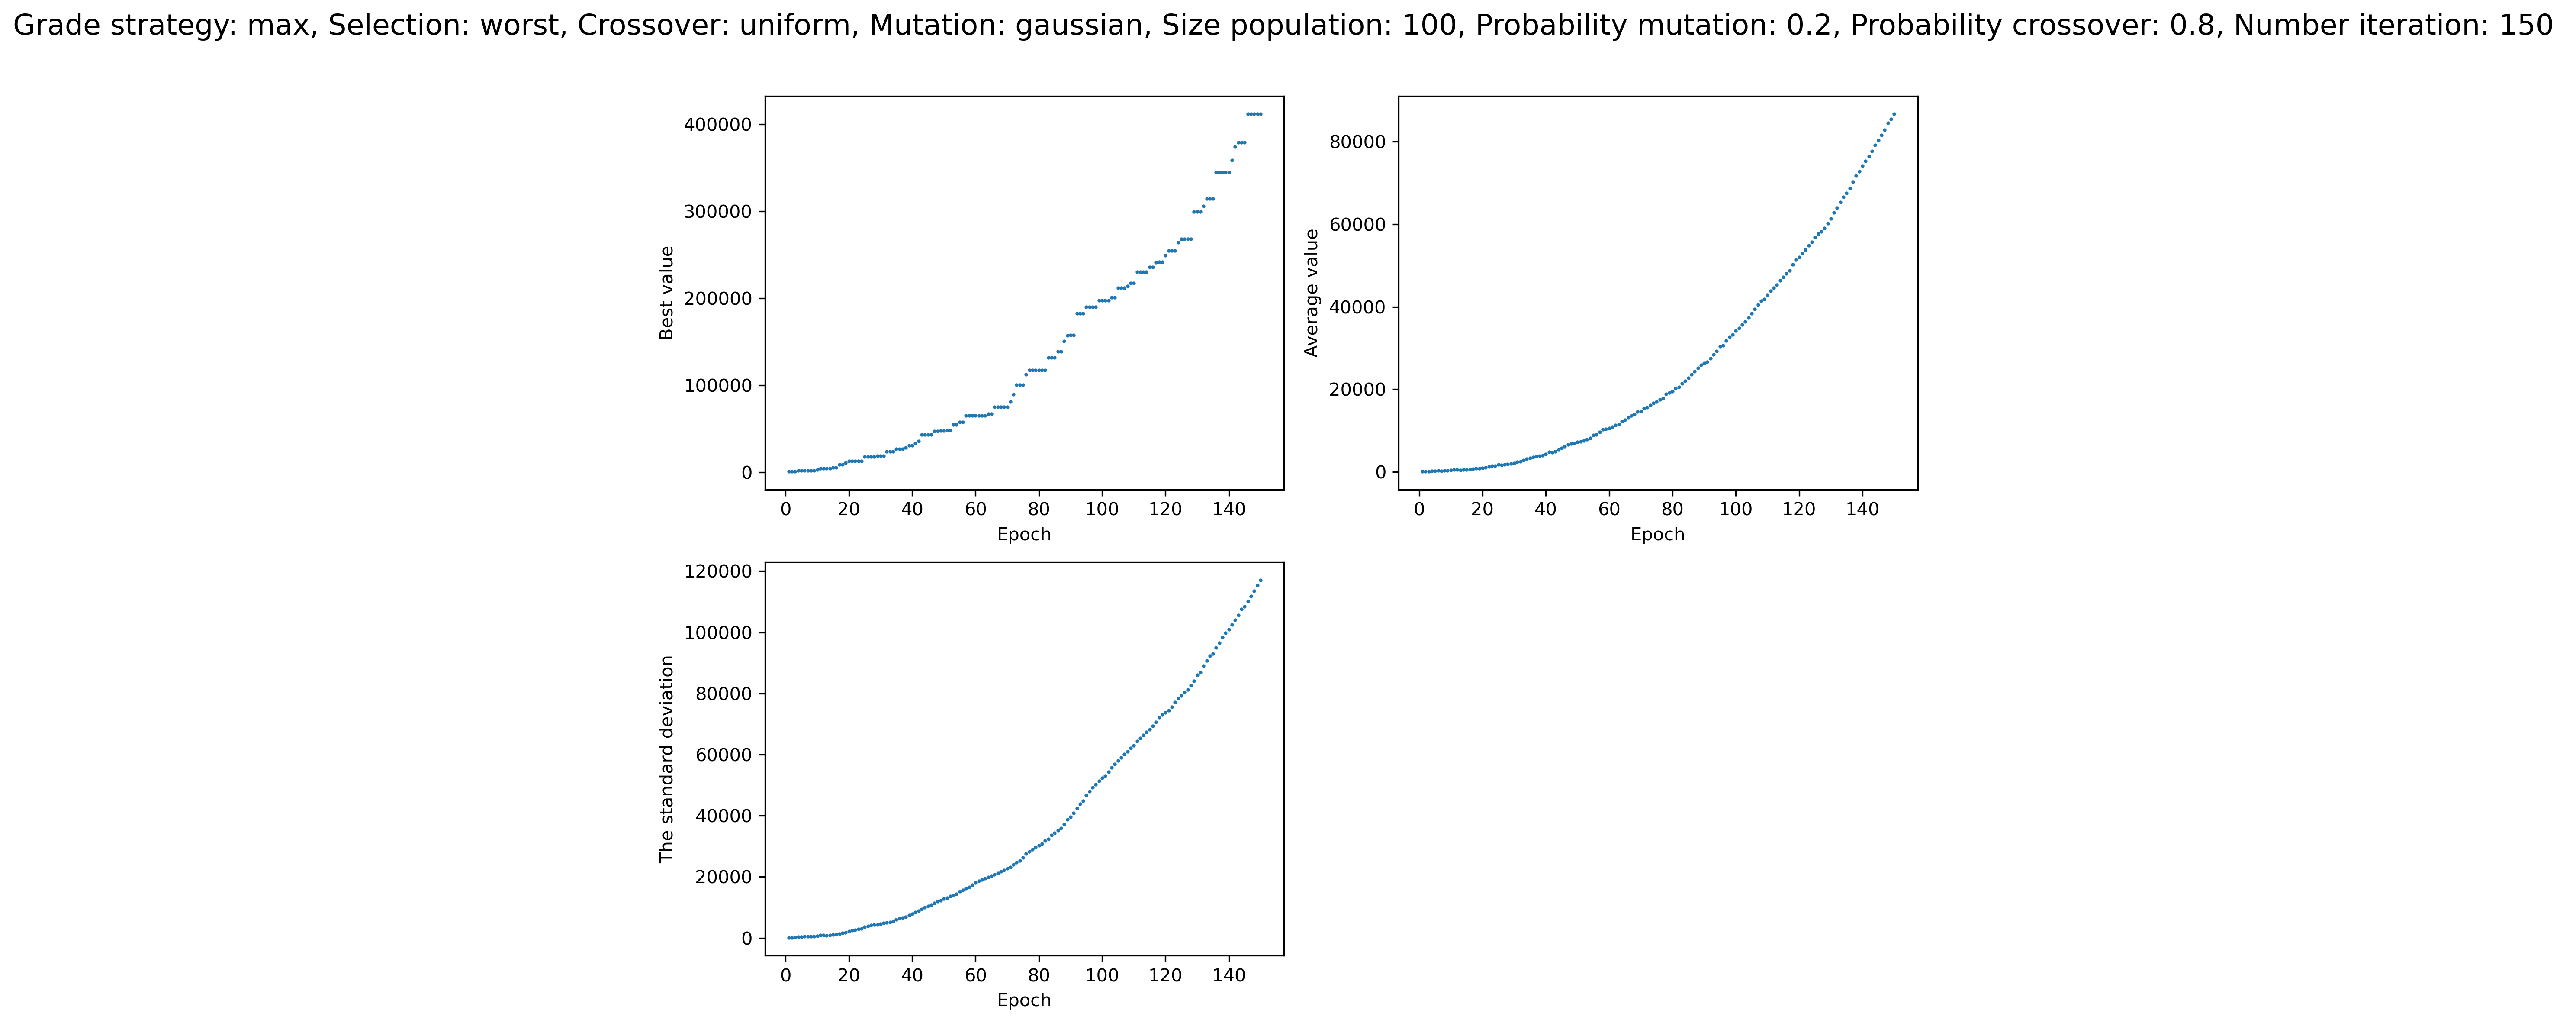 Grade strategy: max, Selection: worst, Crossover: uniform, Mutation: gaussian, Size population: 100, Probability mutation: 0.2, Probability crossover: 0.8, Number iteration: 150
400000
300000
200000
100000
0
Best value
0 20 40 60 80 100 120 140
Epoch
80000
60000
40000
20000
0
Average value
0 20 40 60 80 100 120 140
Epoch
120000
100000
80000
60000
40000
20000
0
The standard deviation
0 20 40 60 80 100 120 140
Epoch